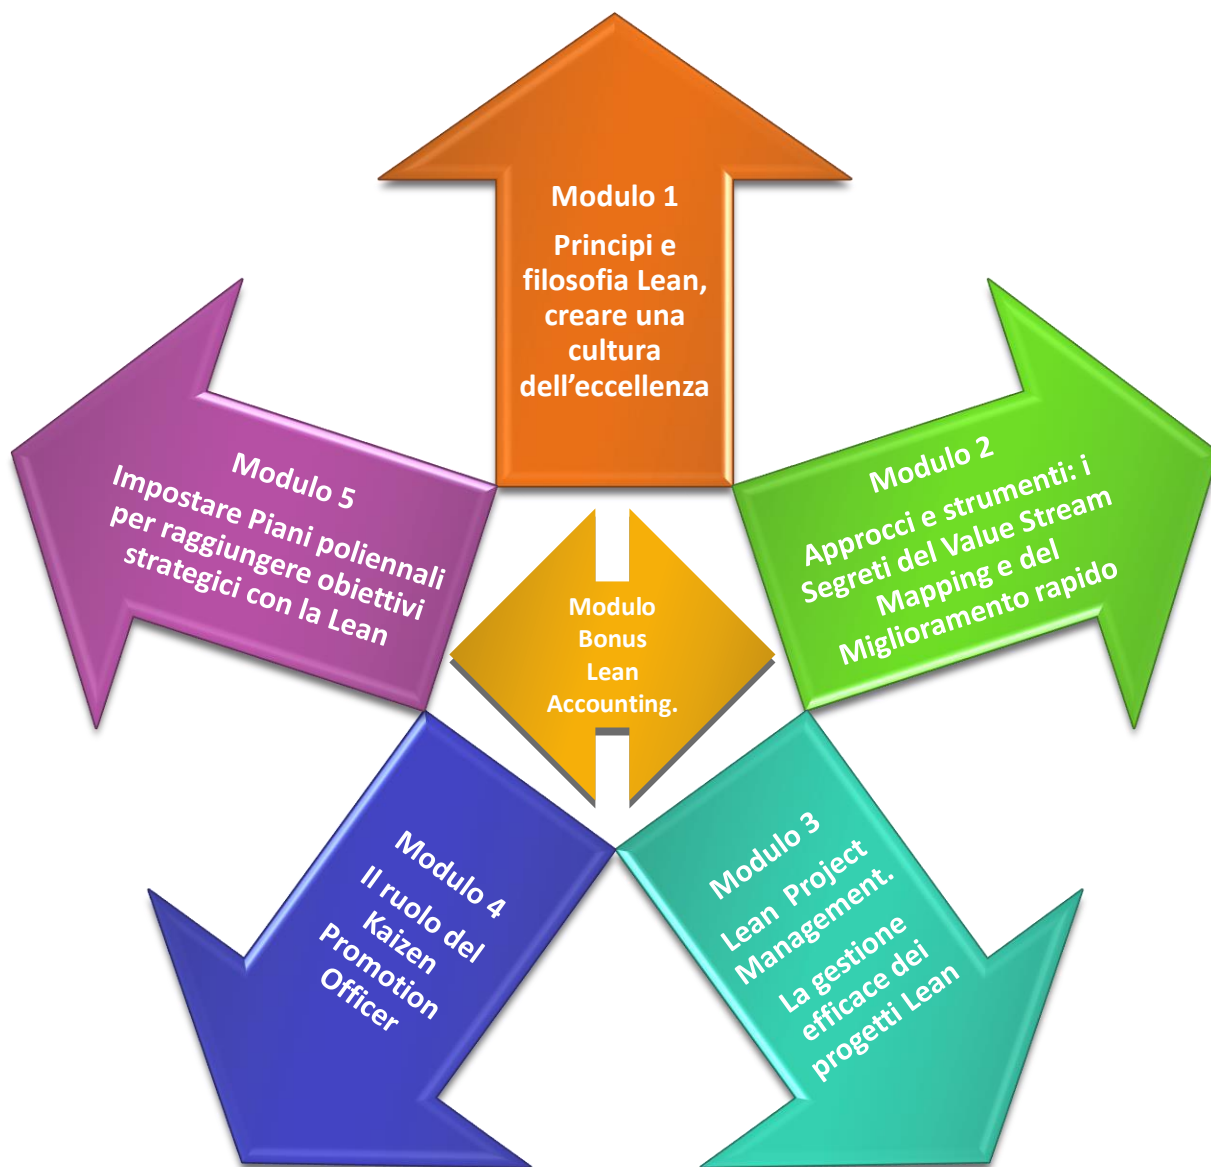 Modulo 1
Principi e
filosofia Lean,
creare una
cultura
dell’eccellenza
Modulo 2
Approcci e strumenti: i
Segreti del Value Stream
Mapping e del
Miglioramento rapido
Modulo 3
Lean  Project
Management.
La gestione
efficace dei
progetti Lean
Modulo 4
Il ruolo del
Kaizen
Promotion
Officer
Modulo 5
Impostare Piani poliennali
per raggiungere obiettivi
strategici con la Lean
Modulo
Bonus
Lean
Accounting.